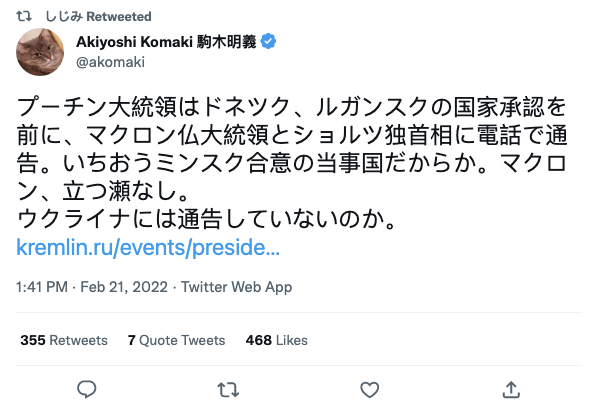 しじみ Retweeted
Akiyoshi Komaki 駒木明義
@akomaki
プーチン大統領はドネツク、ルガンスクの国家承認を
前に、マクロン仏大統領とショルツ独首相に電話で通
告。いちおうミンスク合意の当事国だからか。マクロ
ン、立つ瀬なし。
ウクライナには通告していないのか。
kremlin.ru/events/preside...
1:41 PM · Feb 21, 2022 · Twitter Web App
355 Retweets 7 Quote Tweets 468 Likes